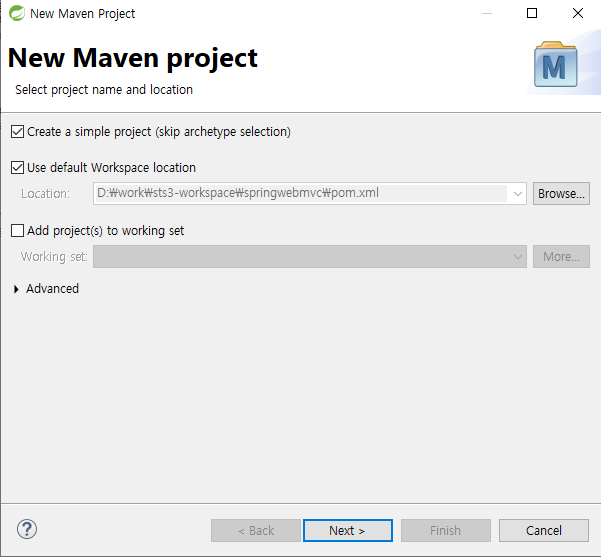 New Maven Project
New Maven project
Select project name and location
M
Create a simple project (skip archetype selection)
Use default Workspace location
Location: D:₩work₩sts3-workspace₩springwebmvc₩pom.xml Browse...
Add project(s) to working set
Working set: More...
Advanced
? < Back Next > Finish Cancel